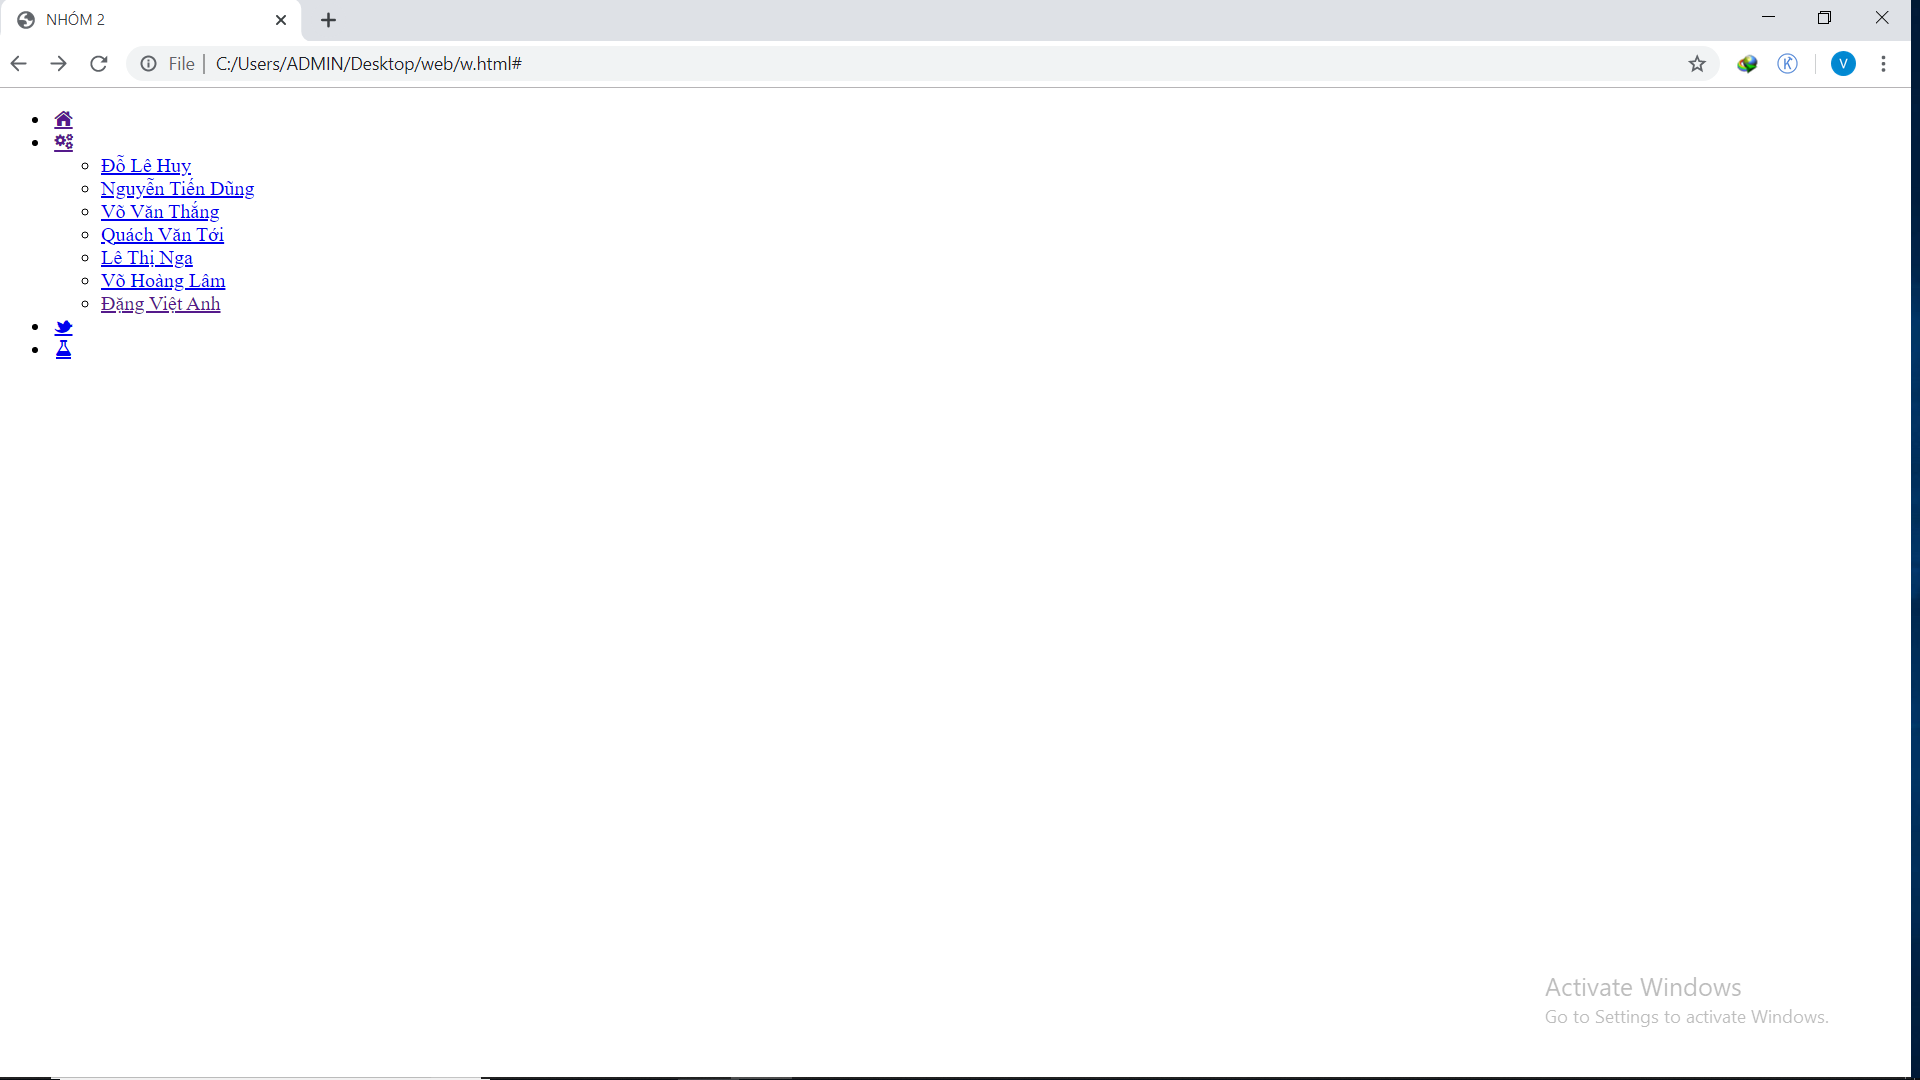 NHÓM 2
File
C:/Users/ADMIN/Desktop/web/w.html#
V
Đỗ Lê Huy
Nguyễn Tiến Dũng
Võ Văn Thắng
Quách Văn Tới
Lê Thị Nga
Võ Hoàng Lâm
Đặng Việt Anh
Activate Windows
Go to Settings to activate Windows.